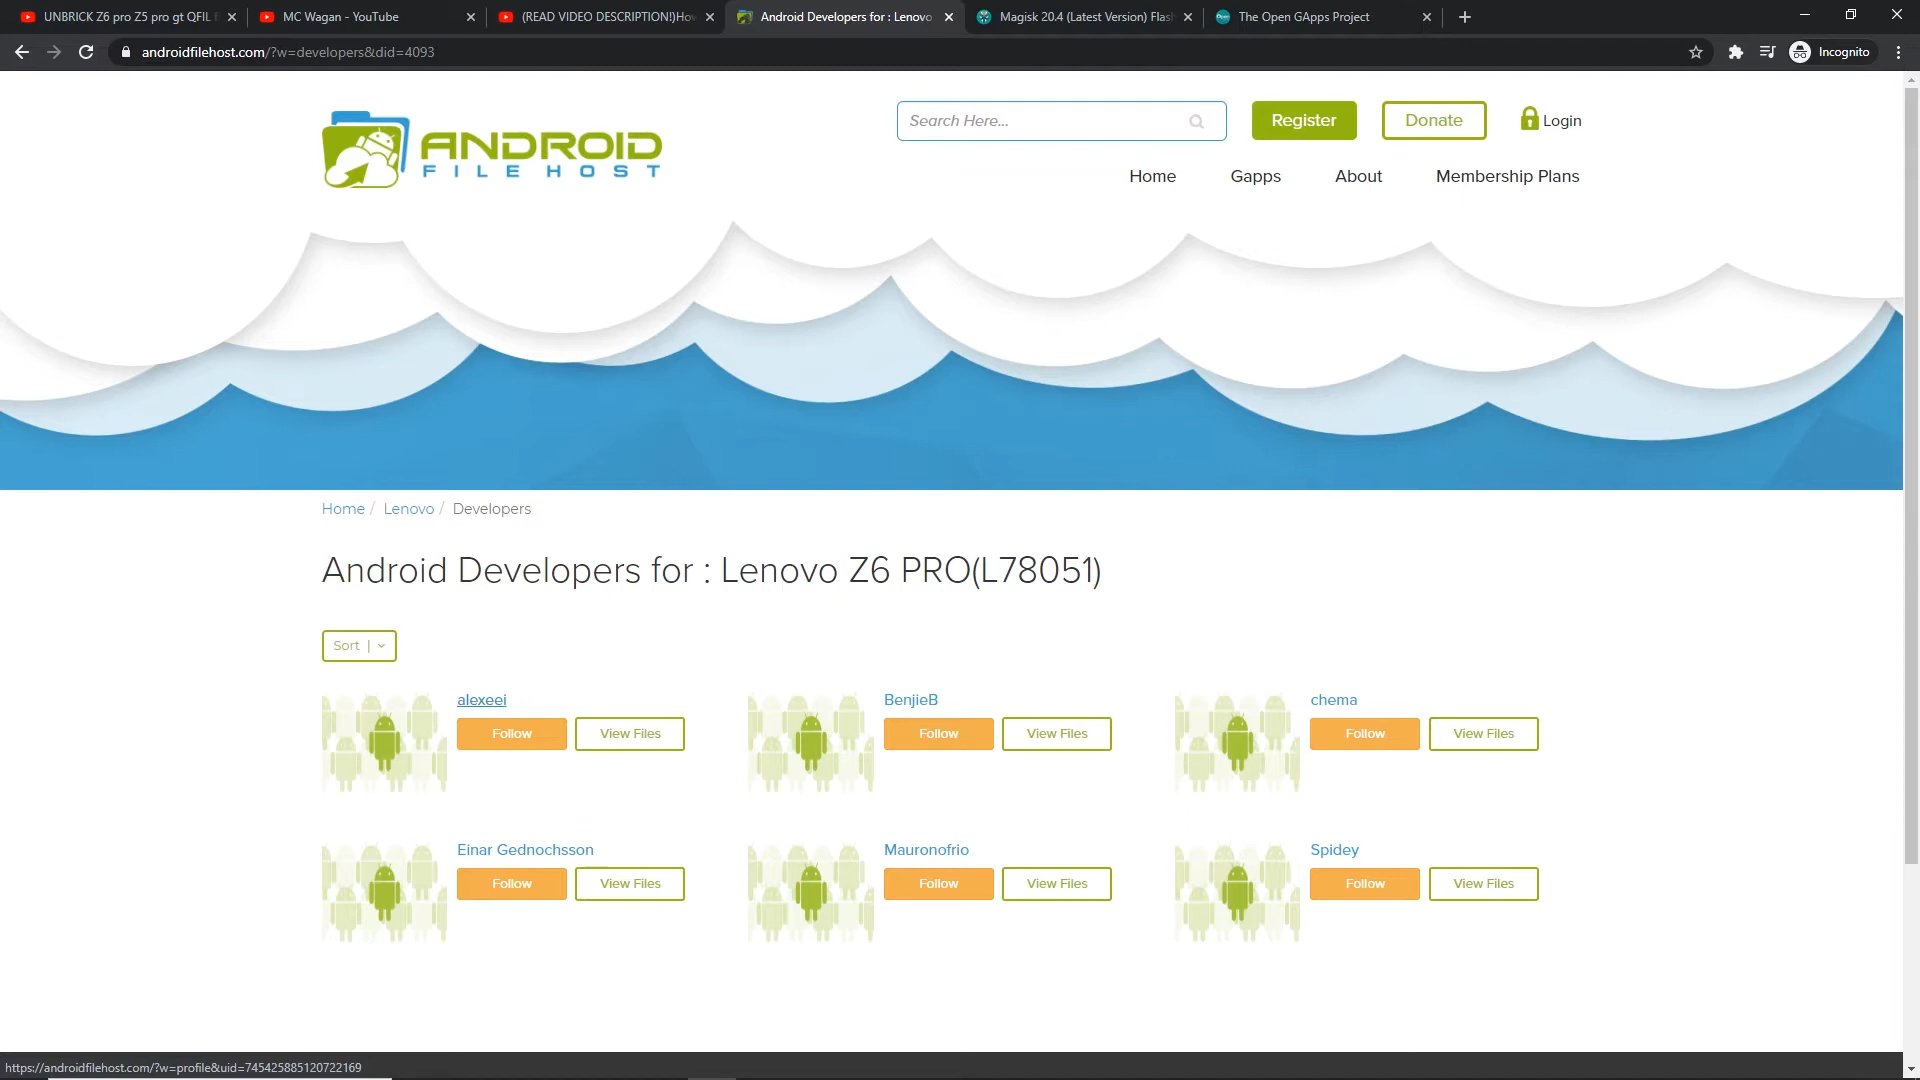 UNBRICK Z6 pro Z5 pro gt QFIL f
MC Wagan - YouTube
(READ VIDEO DESCRIPTION!)How
Android Developers for : Lenovo
Magisk 20.4 (Latest Version) Flas
The Open GApps Project
androidfilehost.com/?w=developers&did=4093
Incognito
ANDROID
FILE HOST
Search Here...
Register
Donate
Login
Home
Gapps
About
Membership Plans
Home / Lenovo / Developers
Android Developers for : Lenovo Z6 PRO(L78051)
Sort |
alexeei
Follow
View Files
BenjieB
Follow
View Files
chema
Follow
View Files
Einar Gednochsson
Follow
View Files
Mauronofrio
Follow
View Files
Spidey
Follow
View Files
https://androidfilehost.com/?w=profile&uid=745425885120722169